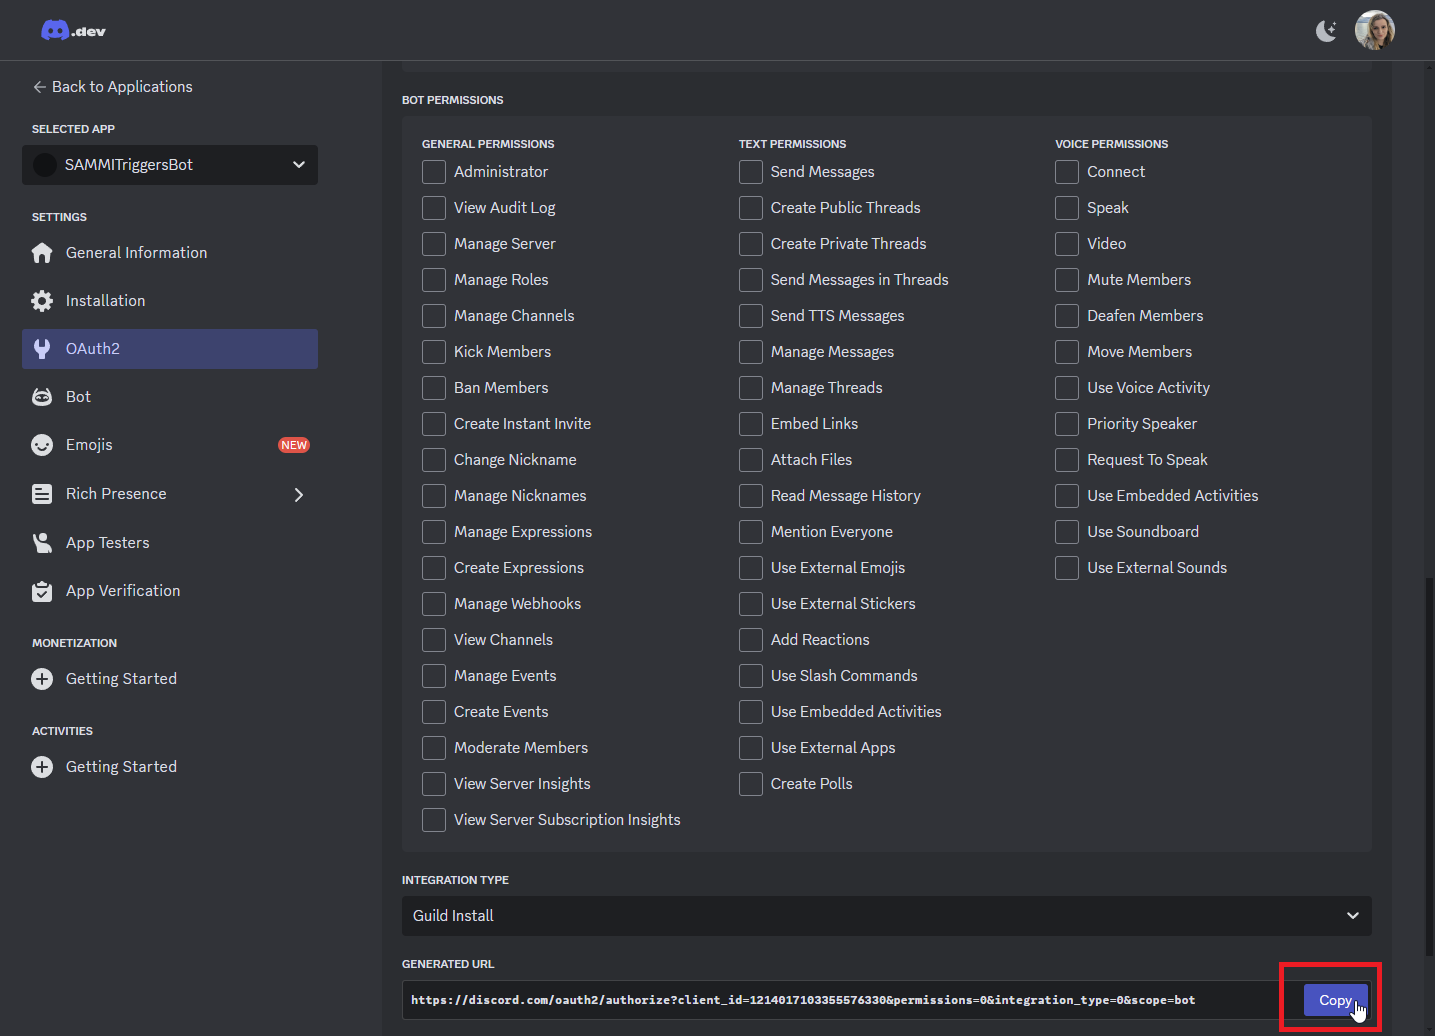 .dev
Back to Applications
SELECTED APP
SAMMITriggersBot
SETTINGS
General Information
Installation
OAuth2
Bot
Emojis
NEW
Rich Presence
App Testers
App Verification
MONETIZATION
Getting Started
ACTIVITIES
Getting Started
BOT PERMISSIONS
GENERAL PERMISSIONS
Administrator
View Audit Log
Manage Server
Manage Roles
Manage Channels
Kick Members
Ban Members
Create Instant Invite
Change Nickname
Manage Nicknames
Manage Expressions
Create Expressions
Manage Webhooks
View Channels
Manage Events
Create Events
Moderate Members
View Server Insights
View Server Subscription Insights
TEXT PERMISSIONS
Send Messages
Create Public Threads
Create Private Threads
Send Messages in Threads
Send TTS Messages
Manage Messages
Manage Threads
Embed Links
Attach Files
Read Message History
Mention Everyone
Use External Emojis
Use External Stickers
Add Reactions
Use Slash Commands
Use Embedded Activities
Use External Apps
Create Polls
VOICE PERMISSIONS
Connect
Speak
Video
Mute Members
Deafen Members
Move Members
Use Voice Activity
Priority Speaker
Request To Speak
Use Embedded Activities
Use Soundboard
Use External Sounds
INTEGRATION TYPE
Guild Install
GENERATED URL
https://discord.com/oauth2/authorize?client_id=1214017103355576330&permissions=0&integration_type=0&scope=bot
Copy